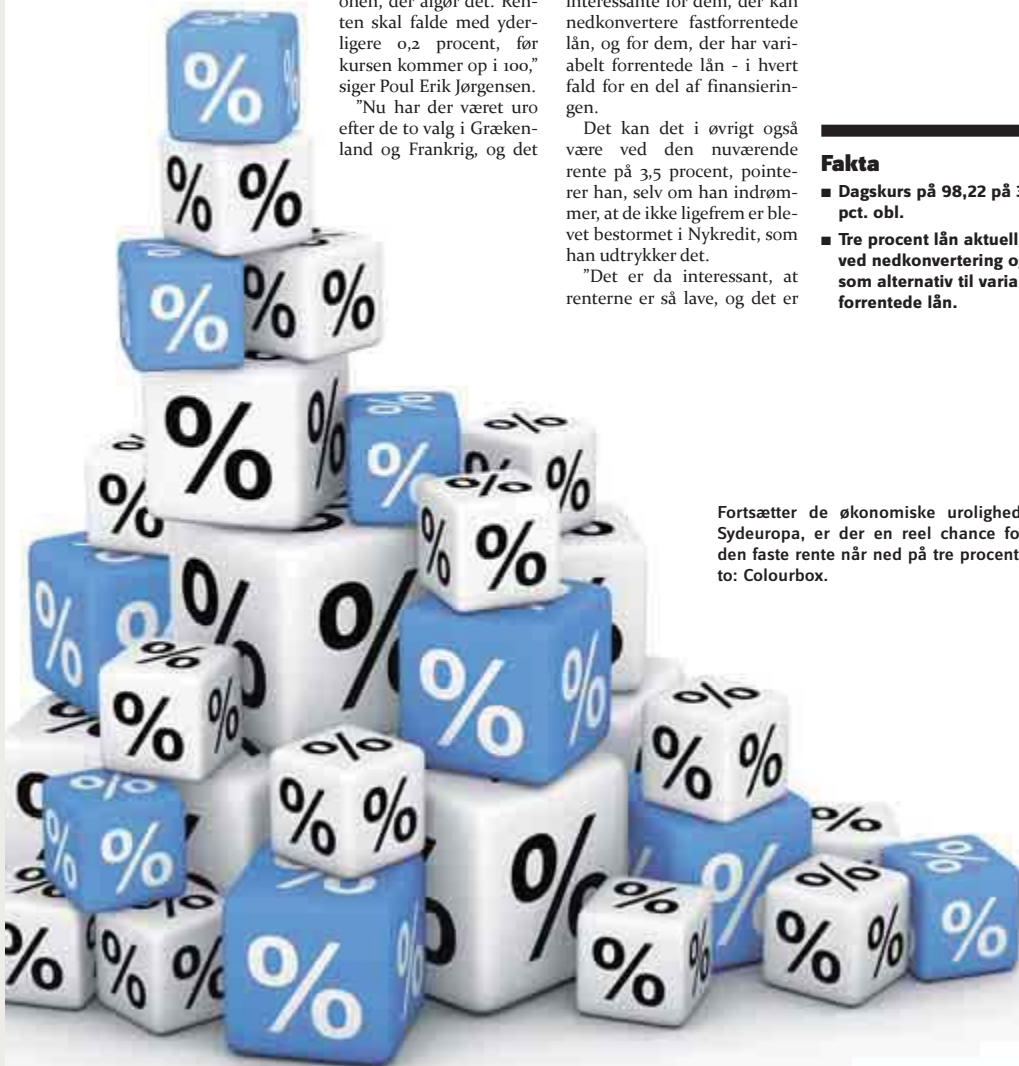 onen, der afgør det. Ren-
ten skal falde med yder-
ligere 0,2 procent, før
kursen kommer op i 100,"
siger Poul Erik Jørgensen.
"Nu har der været uro
efter de to valg i Græken-
land og Frankrig, og det
interessante for dem, der kan
nedkonvertere fastforrentede
lån, og for dem, der har vari-
abelt forrentede lån - i hvert
fald for en del af finansierin-
gen.
Det kan det i øvrigt også
være ved den nuværende
rente på 3,5 procent, pointe-
rer han, selv om han indrøm-
mer, at de ikke ligefrem er ble-
vet bestormet i Nykredit, som
han udtrykker det.
"Det er da interessant, at
renterne er så lave, og det er
Fakta
■ Dagskurs på 98,22 på 3
pct. obl.
■ Tre procent lån aktuell
ved nedkonvertering og
som alternativ til varia
forrentede lån.
Fortsætter de økonomiske urolighed
Sydeuropa, er der en reel chance fo
den faste rente når ned på tre procent
to: Colourbox.